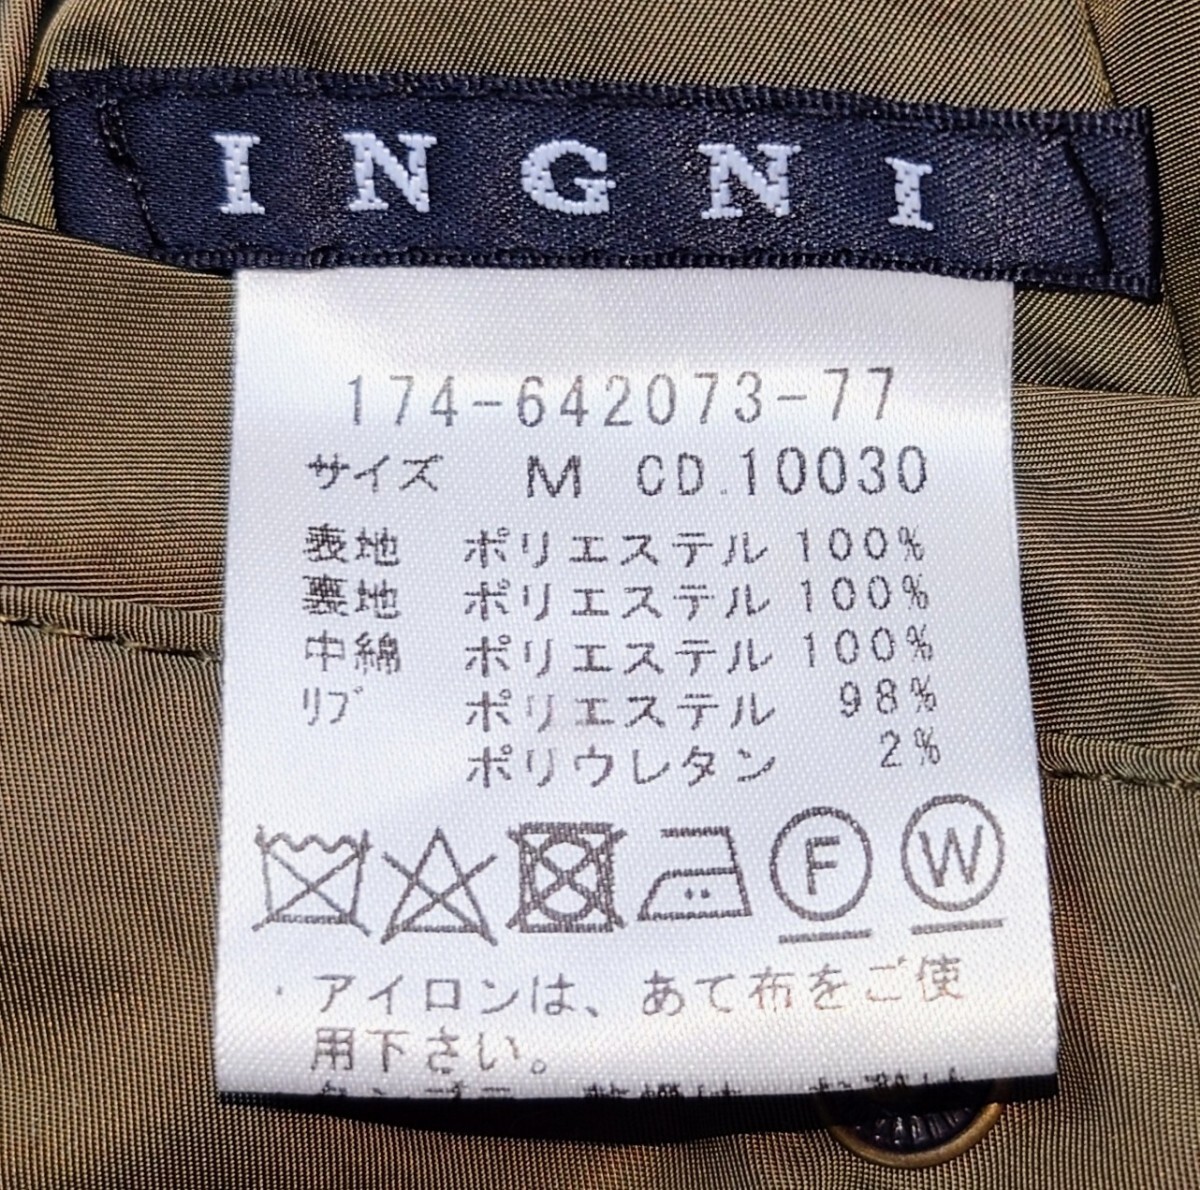 INGNI
174-642073-77
サイズ M CD.10030
表地 ポリエステル 100%
裏地 ポリエステル 100%
中綿 ポリエステル 100%
リブ ポリエステル 98%
ポリウレタン 2%
F W
・アイロンは、あて布をご使
用下さい。